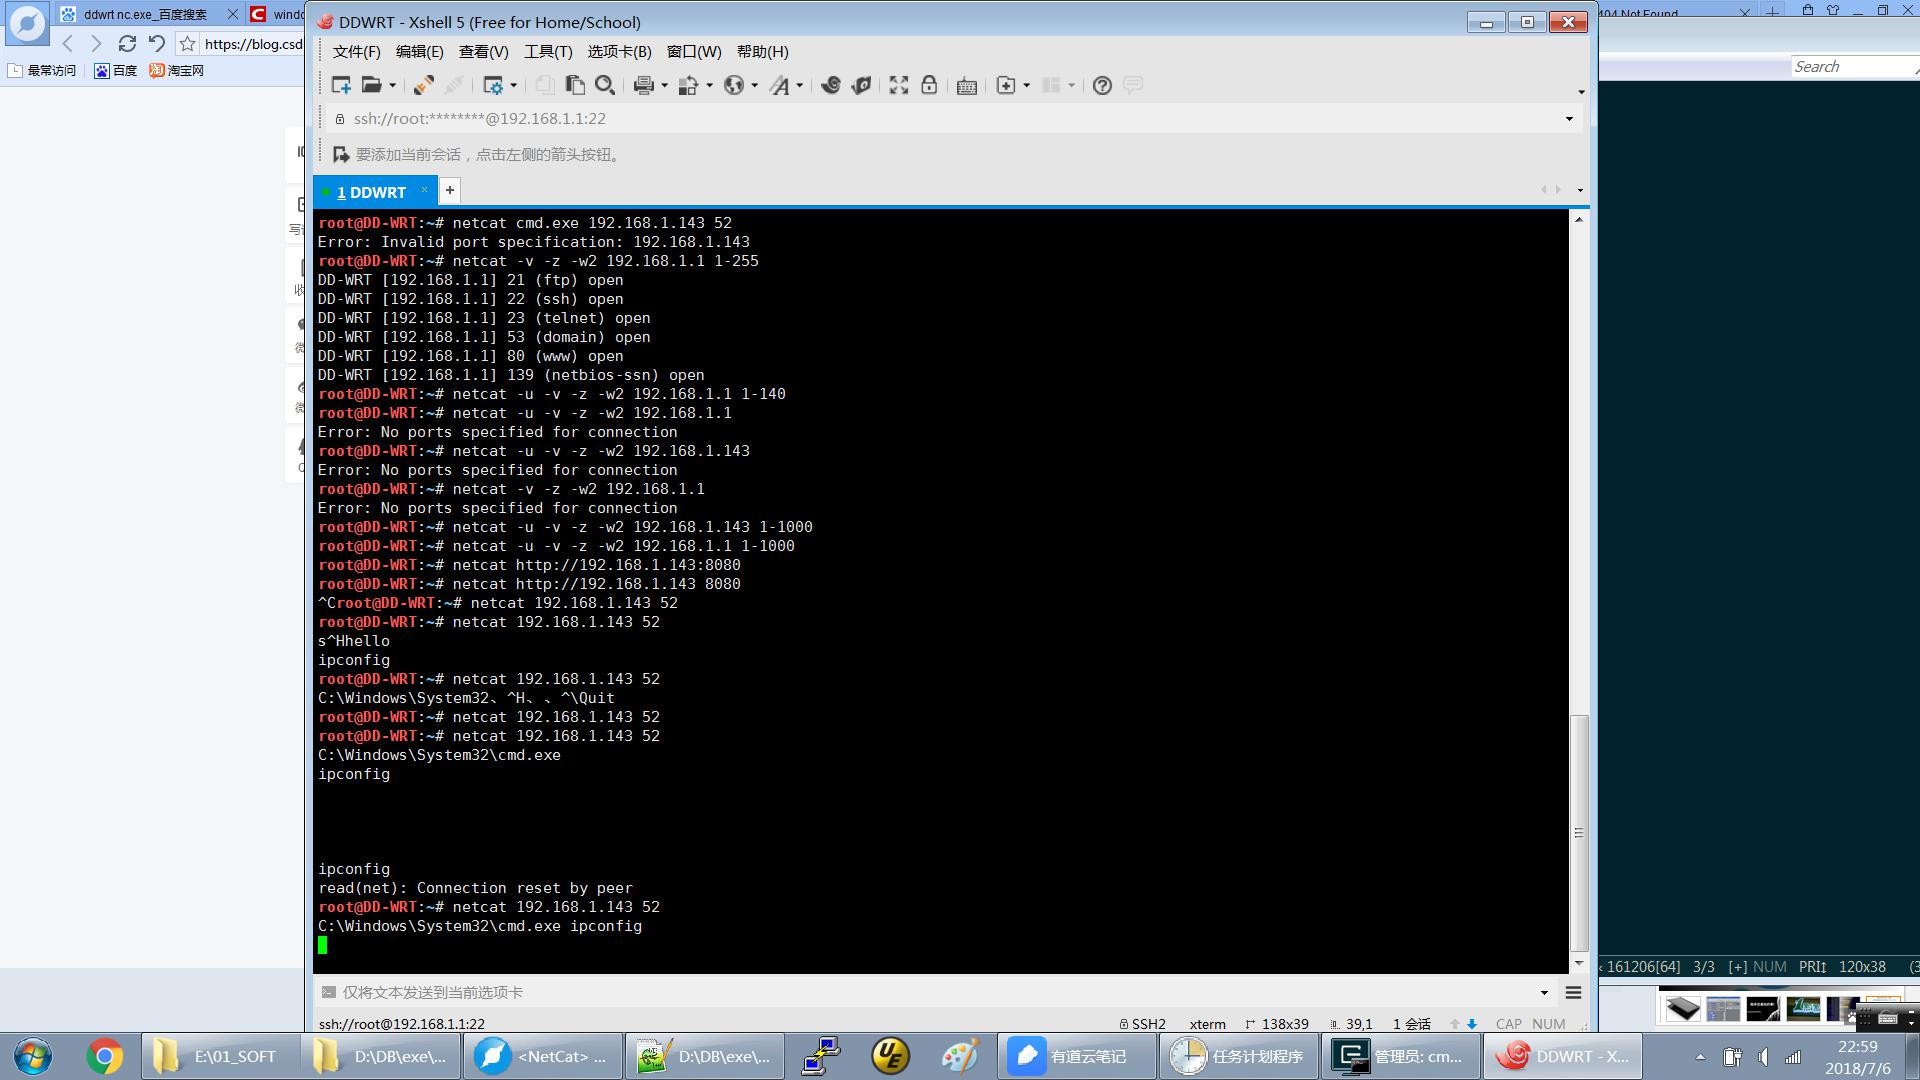 ddwrt nc.exe_百度搜索
windo
DDWRT - Xshell 5 (Free for Home/School)
404 Not Found
https://blog.csd
文件(F) 编辑(E) 查看(V) 工具(T) 选项卡(B) 窗口(W) 帮助(H)
最常访问 百度 淘宝网
Search
ssh://root:********@192.168.1.1:22
要添加当前会话，点击左侧的箭头按钮。
1 DDWRT
root@DD-WRT:~# netcat cmd.exe 192.168.1.143 52
Error: Invalid port specification: 192.168.1.143
root@DD-WRT:~# netcat -v -z -w2 192.168.1.1 1-255
DD-WRT [192.168.1.1] 21 (ftp) open
DD-WRT [192.168.1.1] 22 (ssh) open
DD-WRT [192.168.1.1] 23 (telnet) open
DD-WRT [192.168.1.1] 53 (domain) open
DD-WRT [192.168.1.1] 80 (www) open
DD-WRT [192.168.1.1] 139 (netbios-ssn) open
root@DD-WRT:~# netcat -u -v -z -w2 192.168.1.1 1-140
root@DD-WRT:~# netcat -u -v -z -w2 192.168.1.1
Error: No ports specified for connection
root@DD-WRT:~# netcat -u -v -z -w2 192.168.1.143
Error: No ports specified for connection
root@DD-WRT:~# netcat -v -z -w2 192.168.1.1
Error: No ports specified for connection
root@DD-WRT:~# netcat -u -v -z -w2 192.168.1.143 1-1000
root@DD-WRT:~# netcat -u -v -z -w2 192.168.1.1 1-1000
root@DD-WRT:~# netcat http://192.168.1.143:8080
root@DD-WRT:~# netcat http://192.168.1.143 8080
^Croot@DD-WRT:~# netcat 192.168.1.143 52
root@DD-WRT:~# netcat 192.168.1.143 52
s^Hhello
ipconfig
root@DD-WRT:~# netcat 192.168.1.143 52
C:\Windows\System32、^H、、^\Quit
root@DD-WRT:~# netcat 192.168.1.143 52
root@DD-WRT:~# netcat 192.168.1.143 52
C:\Windows\System32\cmd.exe
ipconfig
ipconfig
read(net): Connection reset by peer
root@DD-WRT:~# netcat 192.168.1.143 52
C:\Windows\System32\cmd.exe ipconfig
161206[64] 3/3 [+] NUM PRI↕ 120x38
仅将文本发送到当前选项卡
ssh://root@192.168.1.1:22
SSH2 xterm 138x39 39,1 1 会话 CAP NUM
E:\01_SOFT
D:\DB\exe\...
<NetCat> ...
D:\DB\exe\...
有道云笔记
任务计划程序
管理员: cm...
DDWRT - X...
22:59
2018/7/6